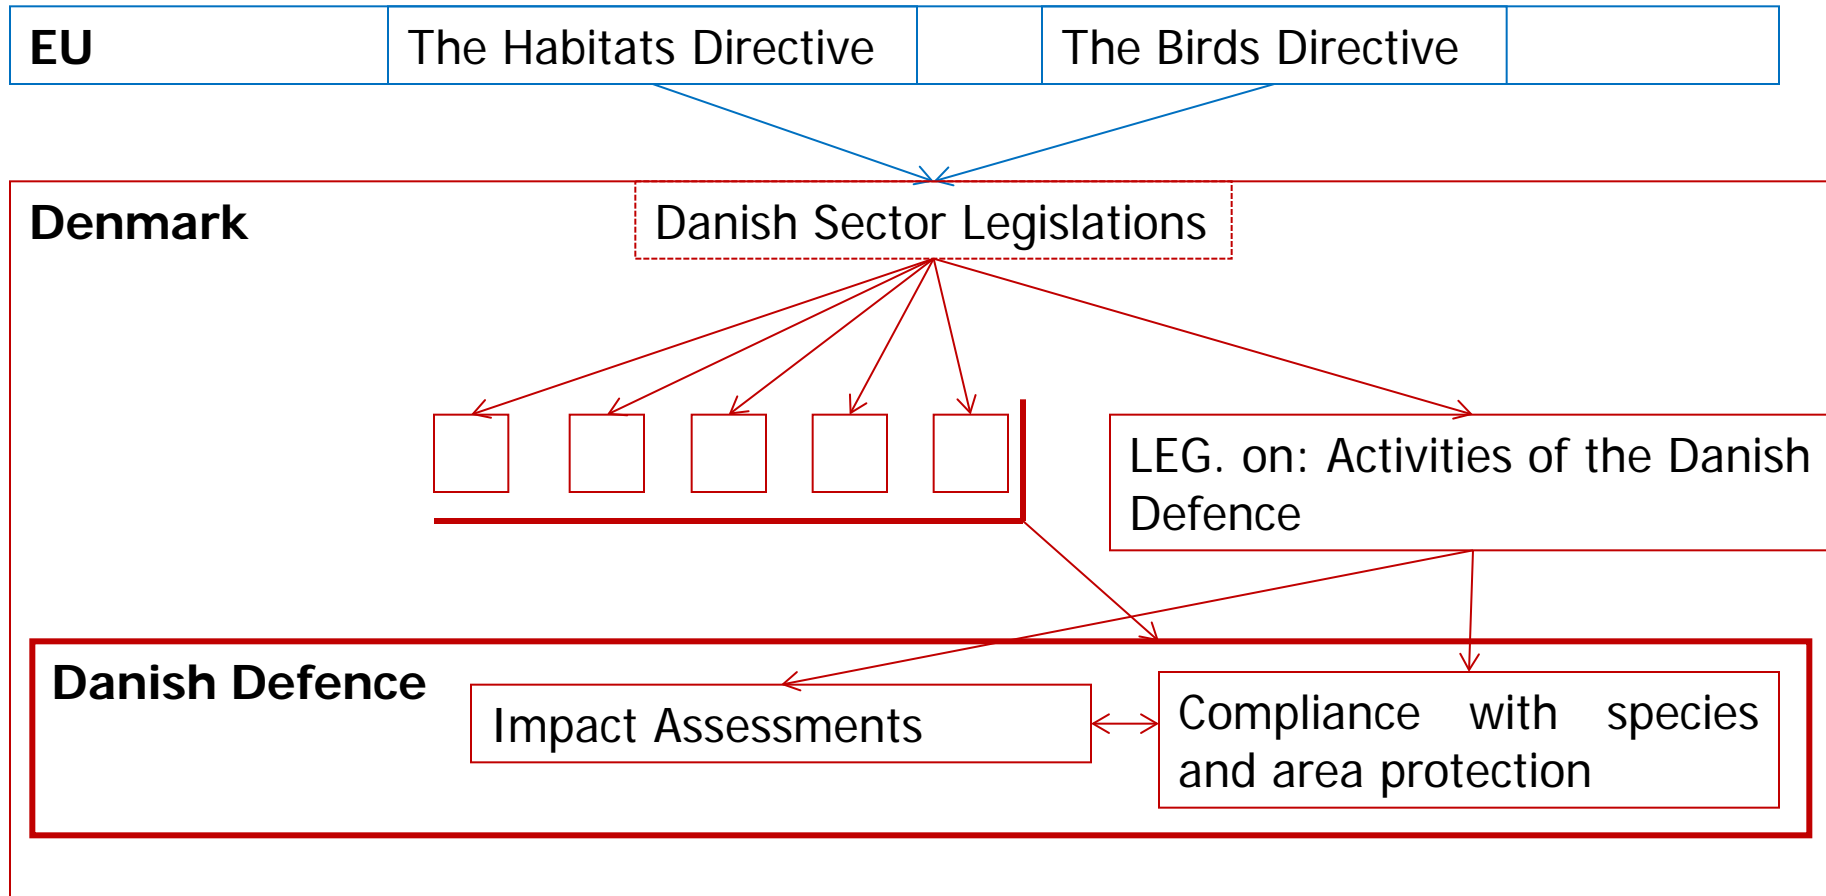 EU
The Habitats Directive
The Birds Directive
Denmark
Danish Sector Legislations
LEG. on: Activities of the Danish
Defence
Danish Defence
Impact Assessments
Compliance with species
and area protection